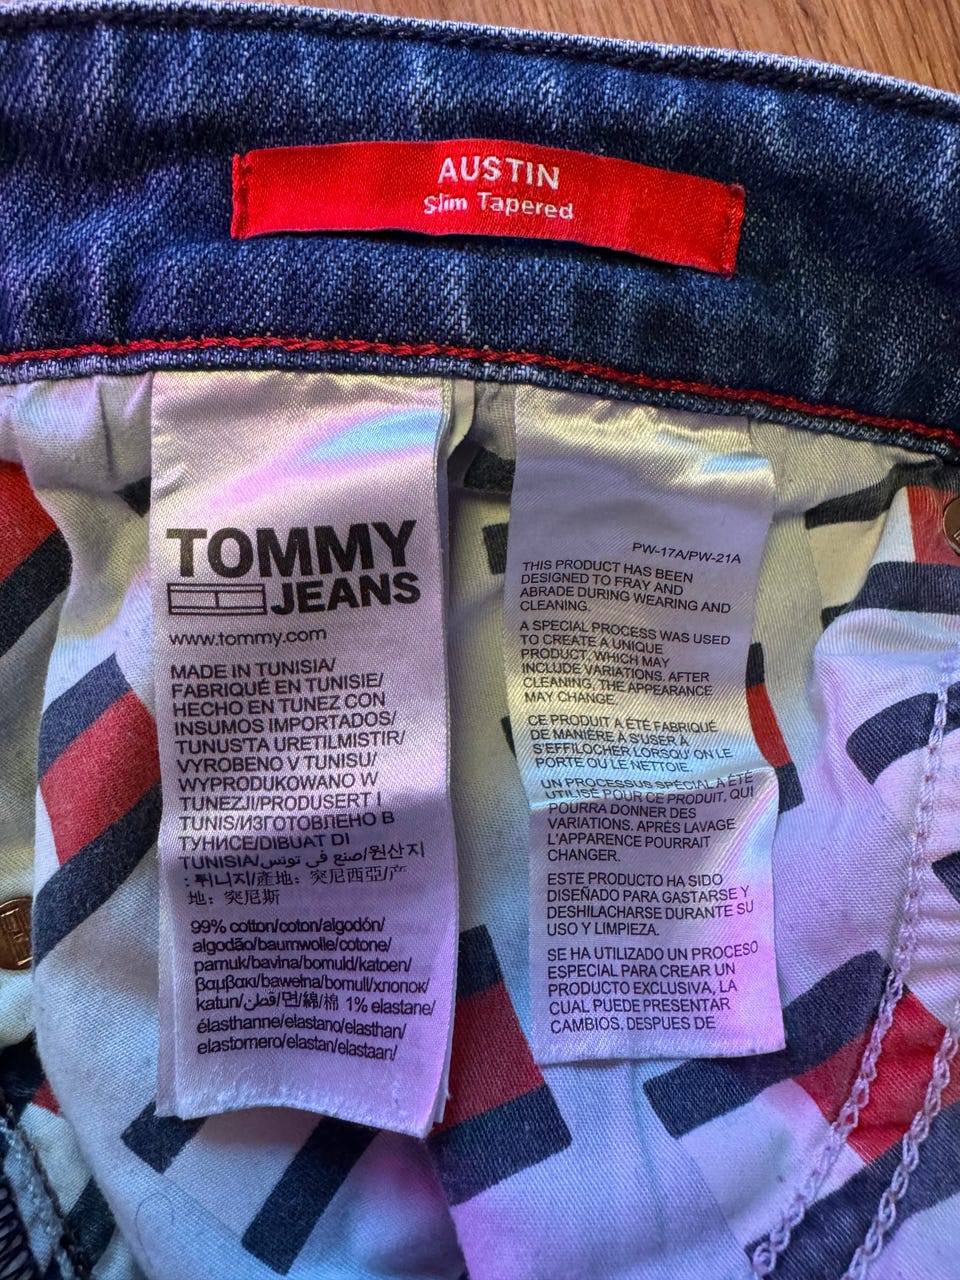 AUSTIN
Slim Tapered
TOMMY
JEANS
www.tommy.com
MADE IN TUNISIA/
FABRIQUÉ EN TUNISIE/
HECHO EN TUNEZ CON
INSUMOS IMPORTADOS/
TUNUS'TA URETILMISTIR/
VYROBENO V TUNISU/
WYPRODUKOWANO W
TUNEZJI/PRODUSERT I
TUNIS/ИЗГОТОВЛЕНО В
ТУНИСЕ/DIBUAT DI
TUNISIA/صنع في تونس/원산지
: 튀니지/產地：突尼西亞/产
地：突尼斯
99% cotton/coton/algodón/
algodão/baumwolle/cotone/
pamuk/bavlna/bomuld/katoen/
βαμβακι/bawełna/bomull/хлопок/
katun/قطن/면/綿/棉 1% elastane/
élasthanne/elastano/elasthan/
elastomero/elastan/elastaan/
PW-17A/PW-21A
THIS PRODUCT HAS BEEN
DESIGNED TO FRAY AND
ABRADE DURING WEARING AND
CLEANING.
A SPECIAL PROCESS WAS USED
TO CREATE A UNIQUE
PRODUCT, WHICH MAY
INCLUDE VARIATIONS. AFTER
CLEANING, THE APPEARANCE
MAY CHANGE.
CE PRODUIT A ÉTÉ FABRIQUÉ
DE MANIÈRE À S'USER À
S'EFFILOCHER LORSQU' ON LE
PORTE OU LE NETTOIE.
UN PROCESSUS SPÉCIAL A ÉTÉ
UTILISÉ POUR CE PRODUIT, QUI
POURRA DONNER DES
VARIATIONS. APRÈS LAVAGE
L'APPARENCE POURRAIT
CHANGER.
ESTE PRODUCTO HA SIDO
DISEÑADO PARA GASTARSE Y
DESHILACHARSE DURANTE SU
USO Y LIMPIEZA.
SE HA UTILIZADO UN PROCESO
ESPECIAL PARA CREAR UN
PRODUCTO EXCLUSIVA, LA
CUAL PUEDE PRESENTAR
CAMBIOS. DESPUES DE